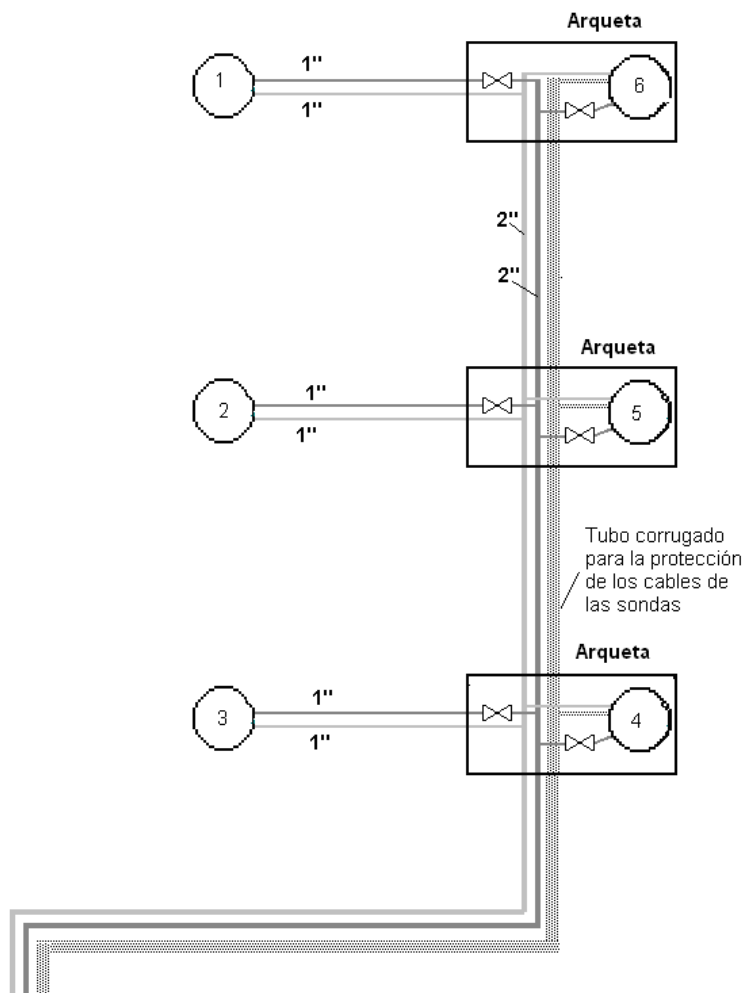 Arqueta
1"
1
6
1"
2"
2"
Arqueta
1"
2
5
1"
Tubo corrugado
para la protección
de los cables de
las sondas
Arqueta
1"
3
4
1"